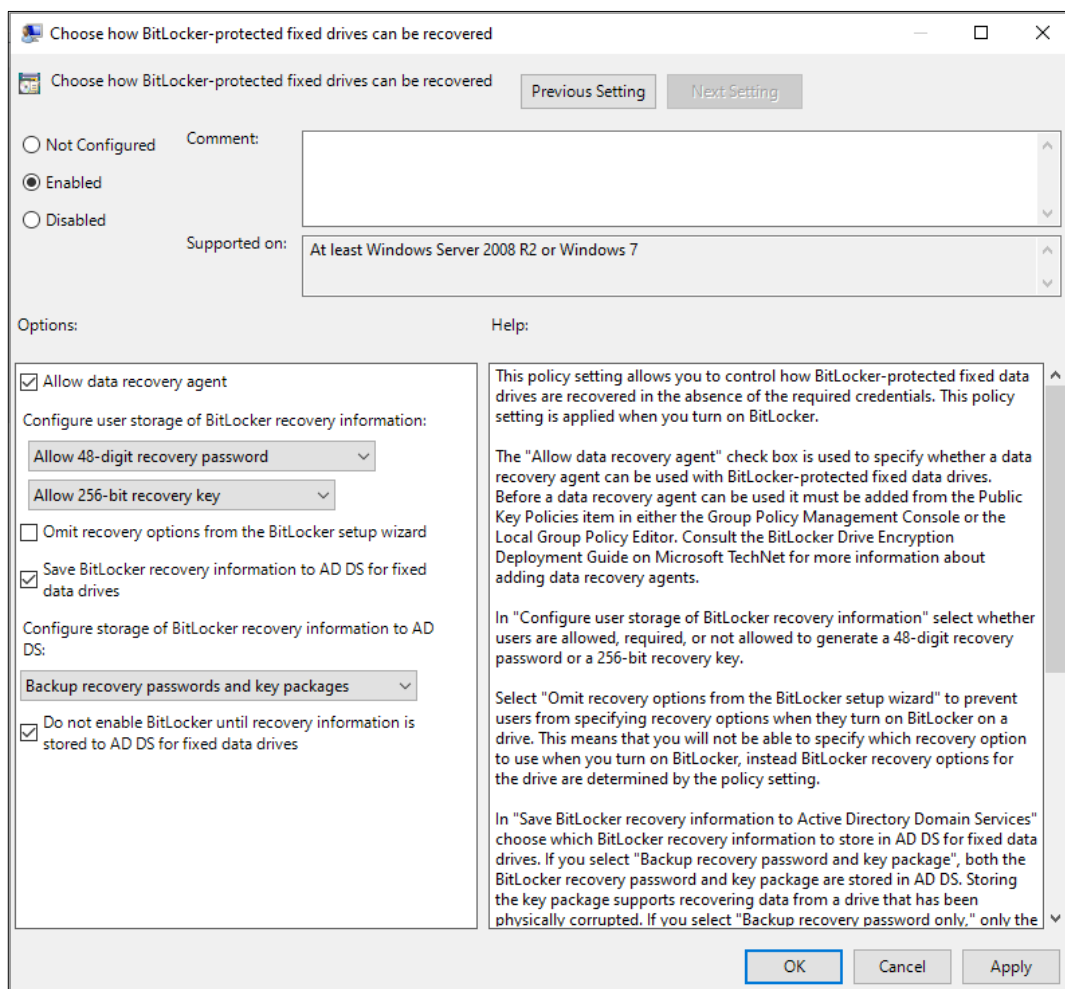 Choose how BitLocker-protected fixed drives can be recovered
Choose how BitLocker-protected fixed drives can be recovered
Previous Setting
Next Setting
Not Configured
Enabled
Disabled
Comment:
Supported on:
At least Windows Server 2008 R2 or Windows 7
Options:
Allow data recovery agent
Configure user storage of BitLocker recovery information:
Allow 48-digit recovery password
Allow 256-bit recovery key
Omit recovery options from the BitLocker setup wizard
Save BitLocker recovery information to AD DS for fixed
data drives
Configure storage of BitLocker recovery information to AD
DS:
Backup recovery passwords and key packages
Do not enable BitLocker until recovery information is
stored to AD DS for fixed data drives
Help:
This policy setting allows you to control how BitLocker-protected fixed data
drives are recovered in the absence of the required credentials. This policy
setting is applied when you turn on BitLocker.
The "Allow data recovery agent" check box is used to specify whether a data
recovery agent can be used with BitLocker-protected fixed data drives.
Before a data recovery agent can be used it must be added from the Public
Key Policies item in either the Group Policy Management Console or the
Local Group Policy Editor. Consult the BitLocker Drive Encryption
Deployment Guide on Microsoft TechNet for more information about
adding data recovery agents.
In "Configure user storage of BitLocker recovery information" select whether
users are allowed, required, or not allowed to generate a 48-digit recovery
password or a 256-bit recovery key.
Select "Omit recovery options from the BitLocker setup wizard" to prevent
users from specifying recovery options when they turn on BitLocker on a
drive. This means that you will not be able to specify which recovery option
to use when you turn on BitLocker, instead BitLocker recovery options for
the drive are determined by the policy setting.
In "Save BitLocker recovery information to Active Directory Domain Services"
choose which BitLocker recovery information to store in AD DS for fixed data
drives. If you select "Backup recovery password and key package", both the
BitLocker recovery password and key package are stored in AD DS. Storing
the key package supports recovering data from a drive that has been
physically corrupted. If you select "Backup recovery password only," only the
OK
Cancel
Apply